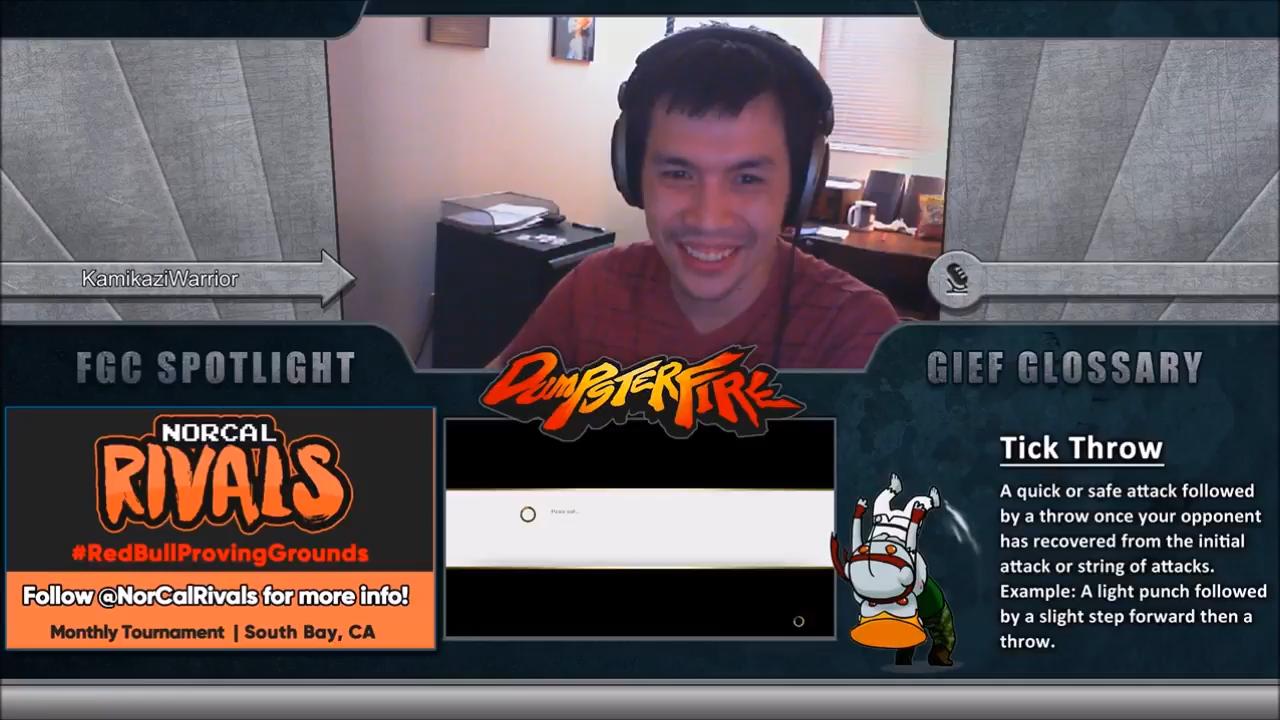 KamikaziWarrior
FGC SPOTLIGHT
DUMPSTER FIRE
GIEF GLOSSARY
NORCAL
RIVALS
#RedBullProvingGrounds
Follow @NorCalRivals for more info!
Monthly Tournament | South Bay, CA
Tick Throw
A quick or safe attack followed
by a throw once your opponent
has recovered from the initial
attack or string of attacks.
Example: A light punch followed
by a slight step forward then a
throw.